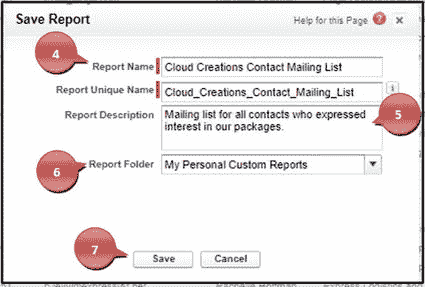 Save Report
Help for this Page ?
4
Report Name Cloud Creations Contact Mailing List
Report Unique Name Cloud_Creations_Contact_Mailing_List i
Report Description Mailing list for all contacts who expressed
interest in our packages.
5
6
Report Folder My Personal Custom Reports
7
Save Cancel